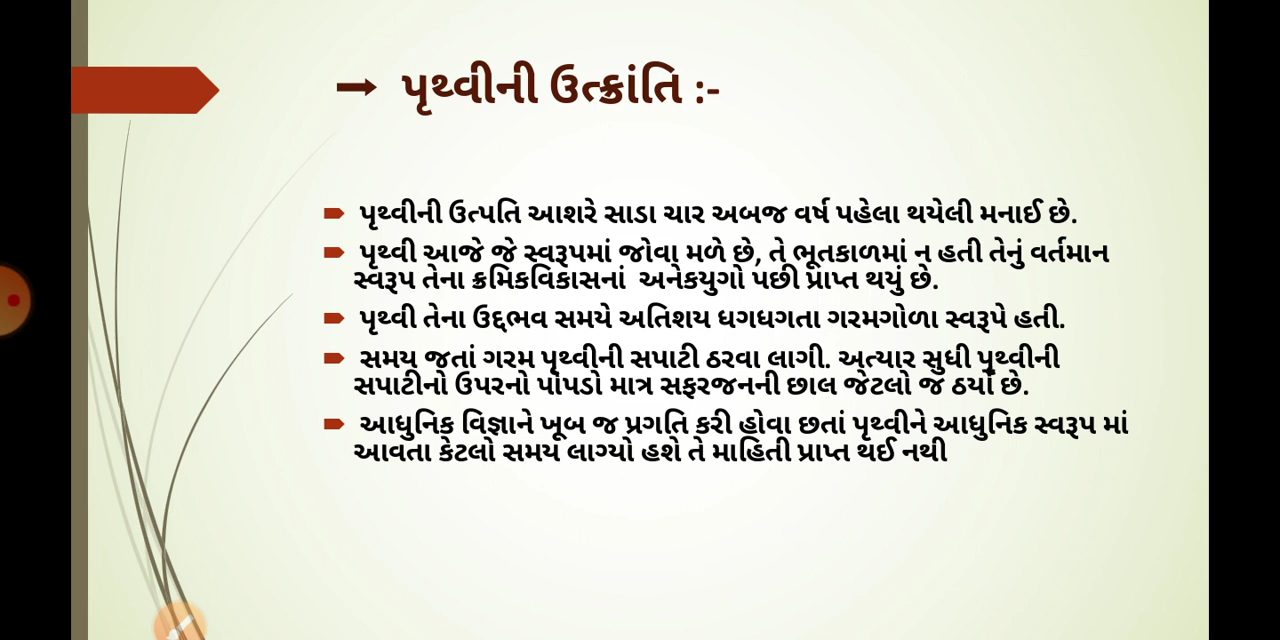 ➞ પૃથ્વીની ઉત્ક્રાંતિ :-
પૃથ્વીની ઉત્પતિ આશરે સાડા ચાર અબજ વર્ષ પહેલા થયેલી મનાઈ છે.
પૃથ્વી આજે જે સ્વરૂપમાં જોવા મળે છે, તે ભૂતકાળમાં ન હતી તેનું વર્તમાન
સ્વરૂપ તેના ક્રમિકવિકાસનાં અનેકયુગો પછી પ્રાપ્ત થયું છે.
પૃથ્વી તેના ઉદ્દભવ સમયે અતિશય ધગધગતા ગરમગોળા સ્વરૂપે હતી.
સમય જતાં ગરમ પૃથ્વીની સપાટી ઠરવા લાગી. અત્યાર સુધી પૃથ્વીની
સપાટીનો ઉપરનો પોપડો માત્ર સફરજનની છાલ જેટલો જ ઠર્યો છે.
આધુનિક વિજ્ઞાને ખૂબ જ પ્રગતિ કરી હોવા છતાં પૃથ્વીને આધુનિક સ્વરૂપ માં
આવતા કેટલો સમય લાગ્યો હશે તે માહિતી પ્રાપ્ત થઈ નથી